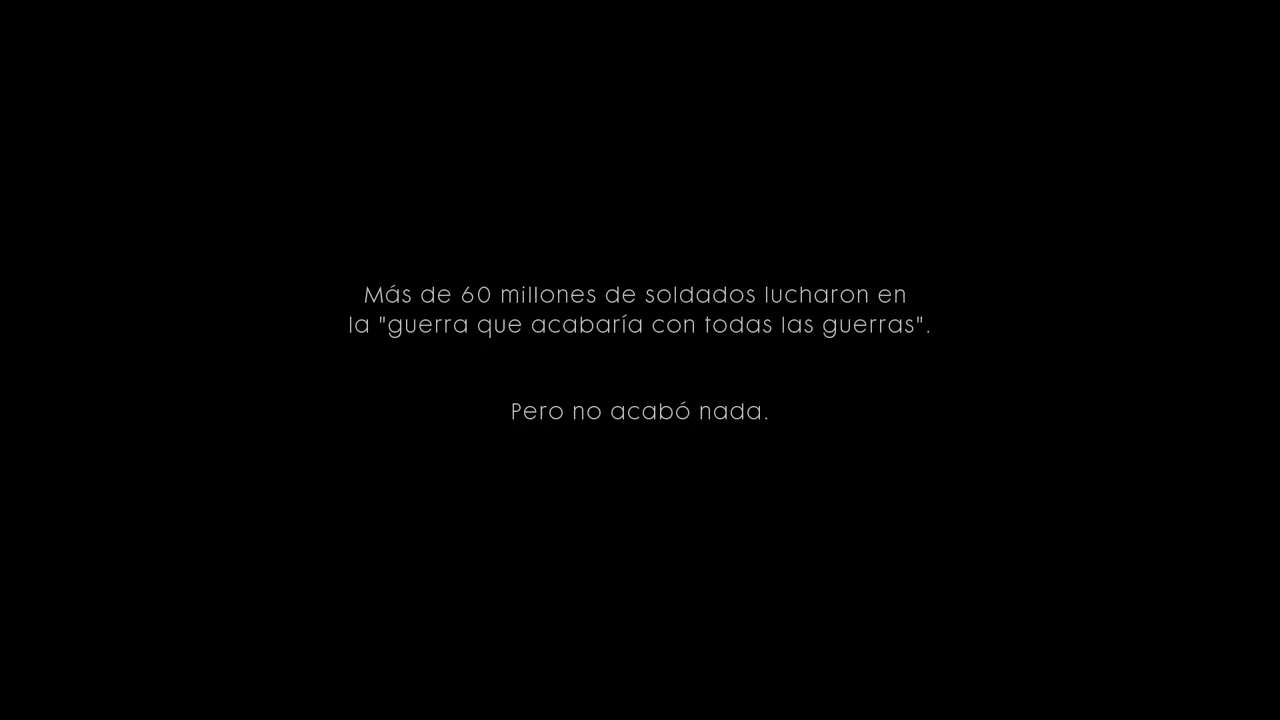 Más de 60 millones de soldados lucharon en
la "guerra que acabaría con todas las guerras".
Pero no acabó nada.